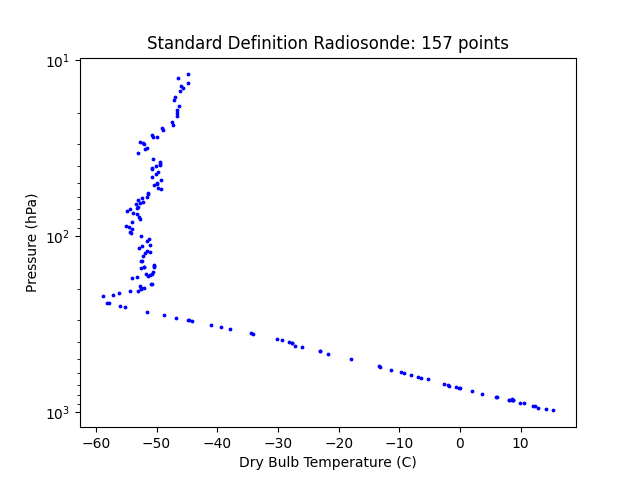 Standard Definition Radiosonde: 157 points
10¹
10²
10³
Pressure (hPa)
−60 −50 −40 −30 −20 −10 0 10
Dry Bulb Temperature (C)